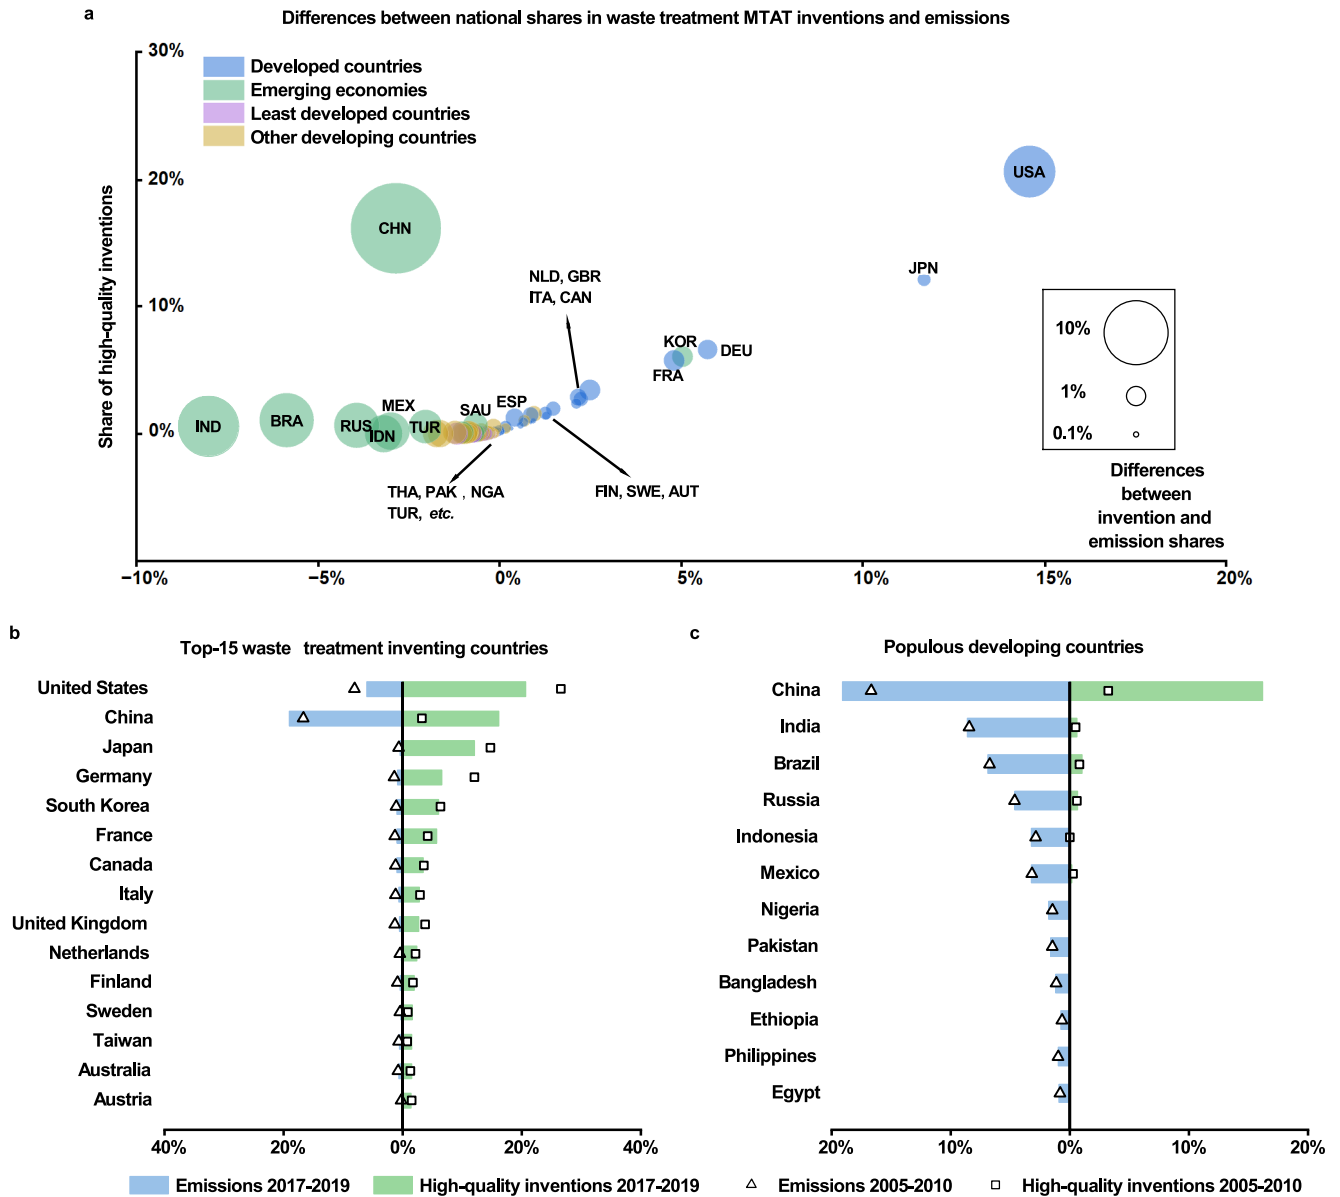 a
Differences between national shares in waste treatment MTAT inventions and emissions
30%
20%
10%
0%
Share of high-quality inventions
Developed countries
Emerging economies
Least developed countries
Other developing countries
USA
CHN
JPN
NLD, GBR
ITA, CAN
KOR
DEU
FRA
ESP
SAU
MEX
TUR
RUS
IDN
BRA
IND
THA, PAK , NGA
TUR, etc.
FIN, SWE, AUT
10%
1%
0.1%
Differences
between
invention and
emission shares
−10%
−5%
0%
5%
10%
15%
20%
b
Top-15 waste treatment inventing countries
United States
China
Japan
Germany
South Korea
France
Canada
Italy
United Kingdom
Netherlands
Finland
Sweden
Taiwan
Australia
Austria
40%
20%
0%
20%
40%
c
Populous developing countries
China
India
Brazil
Russia
Indonesia
Mexico
Nigeria
Pakistan
Bangladesh
Ethiopia
Philippines
Egypt
20%
10%
0%
10%
20%
Emissions 2017-2019
High-quality inventions 2017-2019
Emissions 2005-2010
High-quality inventions 2005-2010